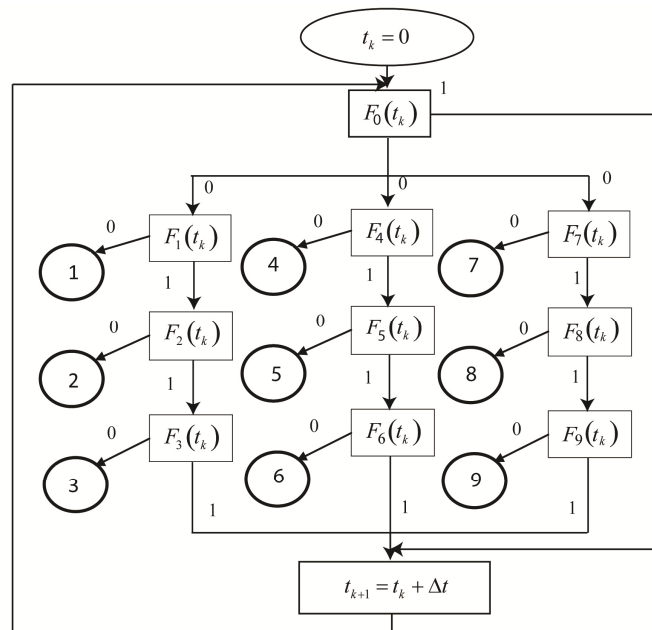 t_k = 0
1
F_0(t_k)
0 0 0
F_1(t_k) F_4(t_k) F_7(t_k)
0 0 0
1 4 7
1 1 1
F_2(t_k) F_5(t_k) F_8(t_k)
0 0 0
2 5 8
1 1 1
F_3(t_k) F_6(t_k) F_9(t_k)
0 0 0
3 6 9
1 1 1
t_{k+1} = t_k + Δt